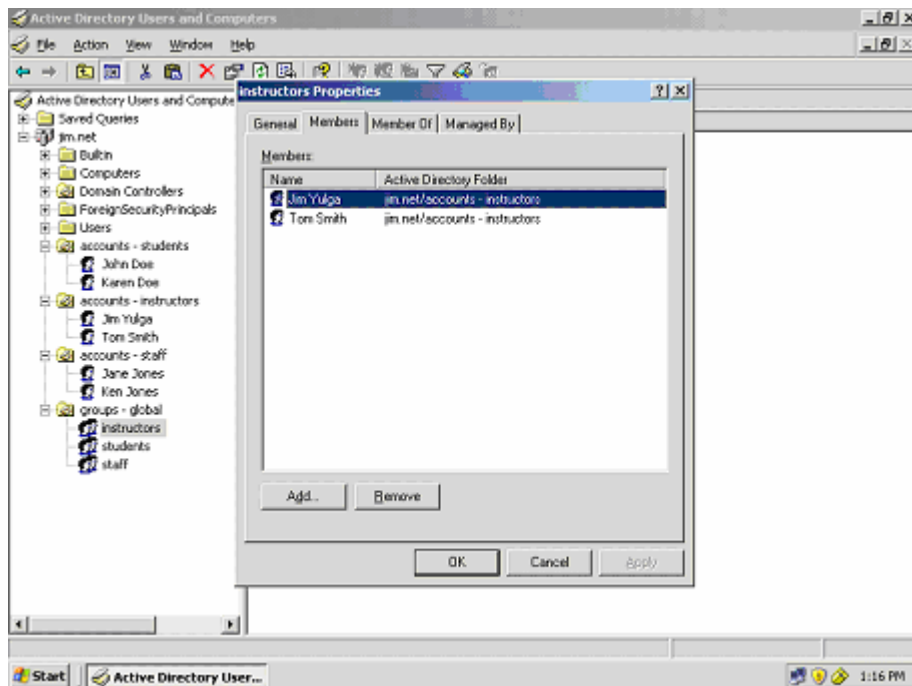 Active Directory Users and Computers
File Action View Window Help
Active Directory Users and Compute
Saved Queries
jim.net
Builtin
Computers
Domain Controllers
ForeignSecurityPrincipals
Users
accounts - students
John Doe
Karen Doe
accounts - instructors
Jim Yulga
Tom Smith
accounts - staff
Jane Jones
Ken Jones
groups - global
instructors
students
staff
instructors Properties
General Members Member Of Managed By
Members:
Name Active Directory Folder
Jim Yulga jim.net/accounts - instructors
Tom Smith jim.net/accounts - instructors
Add... Remove
OK Cancel Apply
Start Active Directory User... 1:16 PM